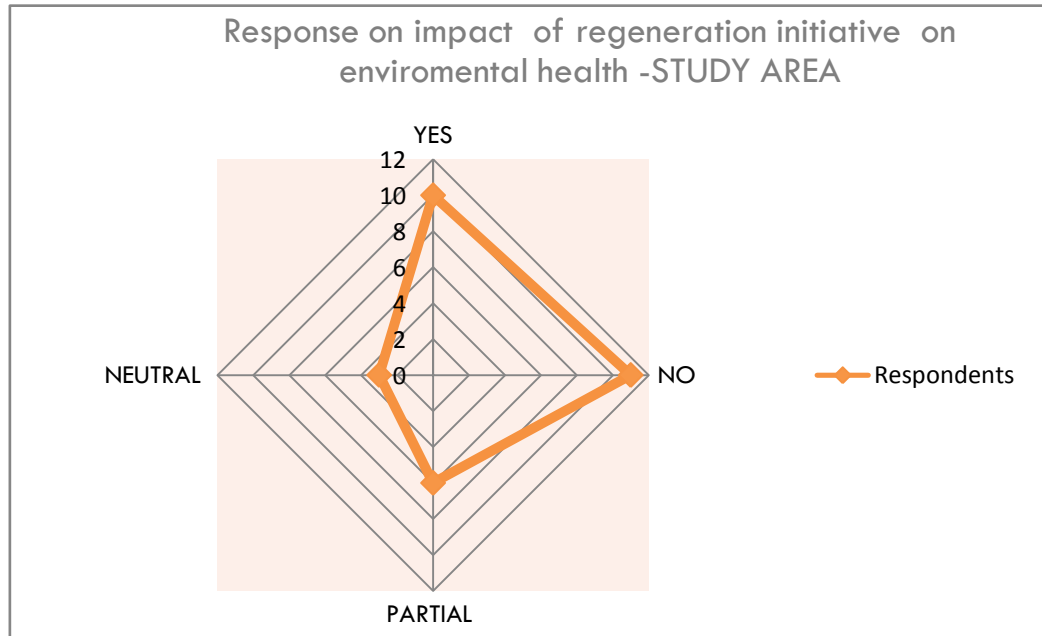 Response on impact of regeneration initiative on
enviromental health -STUDY AREA
YES
12
10
8
6
4
2
0
NEUTRAL
NO
Respondents
PARTIAL